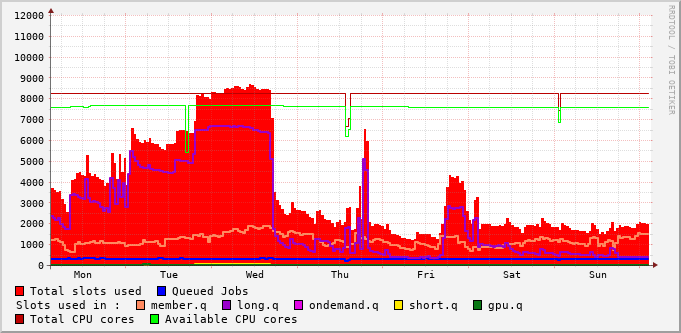 12000
11000
10000
9000
8000
7000
6000
5000
4000
3000
2000
1000
0
Mon Tue Wed Thu Fri Sat Sun
RRDTOOL / TOBI OETIKER
Total slots used Queued Jobs
Slots used in : member.q long.q ondemand.q short.q gpu.q
Total CPU cores Available CPU cores